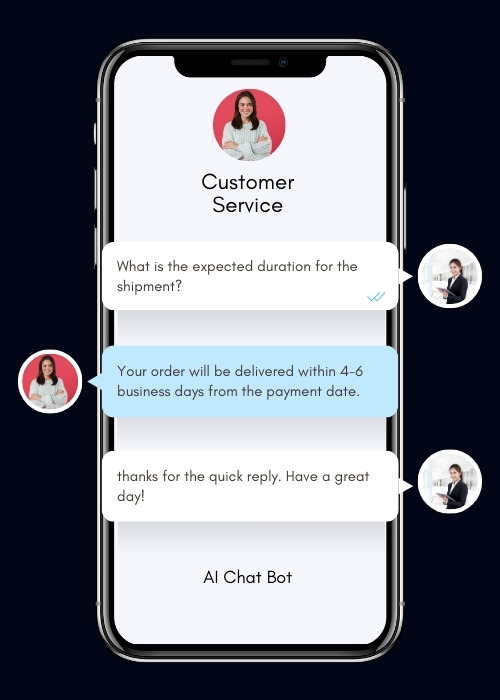 Customer
Service
What is the expected duration for the
shipment?
Your order will be delivered within 4-6
business days from the payment date.
thanks for the quick reply. Have a great
day!
AI Chat Bot